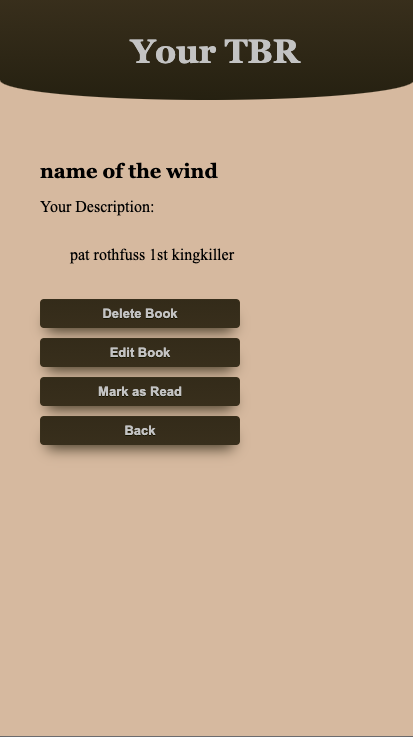 Your TBR
name of the wind
Your Description:
pat rothfuss 1st kingkiller
Delete Book
Edit Book
Mark as Read
Back